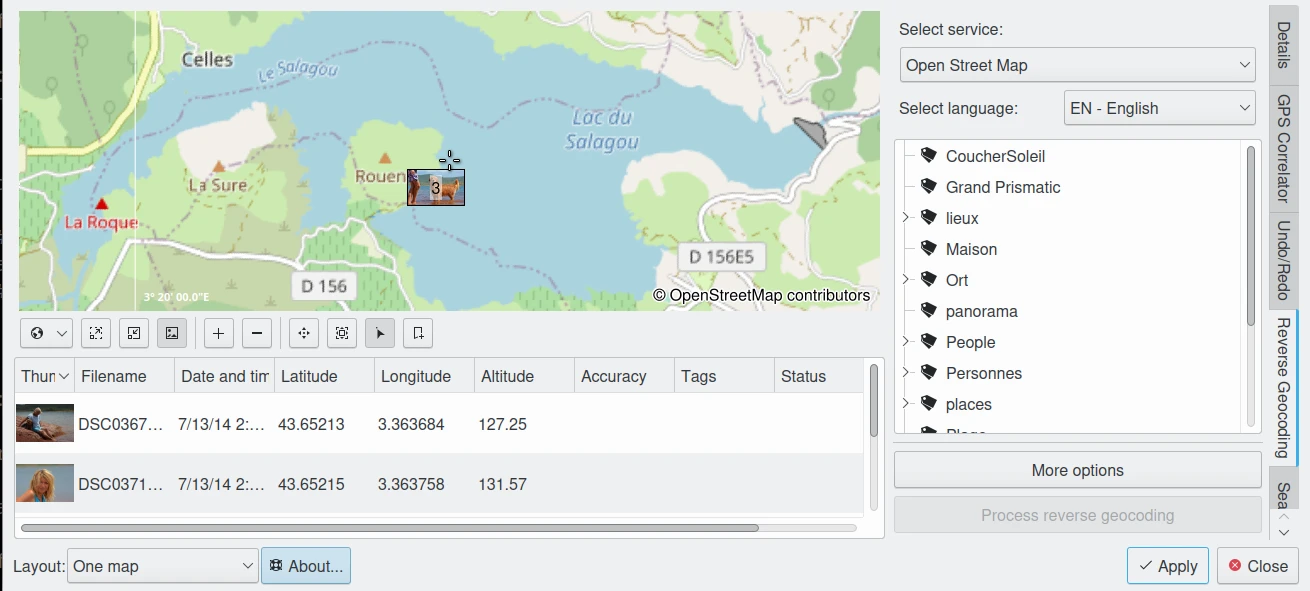 Celles
Le Salagou
Lac du
Salagou
La Sure
Rouen
3
La Roque
D 156E5
D 156
3° 20' 00.0"E
© OpenStreetMap contributors
Thun
Filename
Date and tim
Latitude
Longitude
Altitude
Accuracy
Tags
Status
DSC0367…
7/13/14 2:…
43.65213
3.363684
127.25
DSC0371…
7/13/14 2:…
43.65215
3.363758
131.57
Layout:
One map
About...
Select service:
Open Street Map
Select language:
EN - English
CoucherSoleil
Grand Prismatic
lieux
Maison
Ort
panorama
People
Personnes
places
More options
Process reverse geocoding
Apply
Close
Details
GPS Correlator
Undo/Redo
Reverse Geocoding
Sea